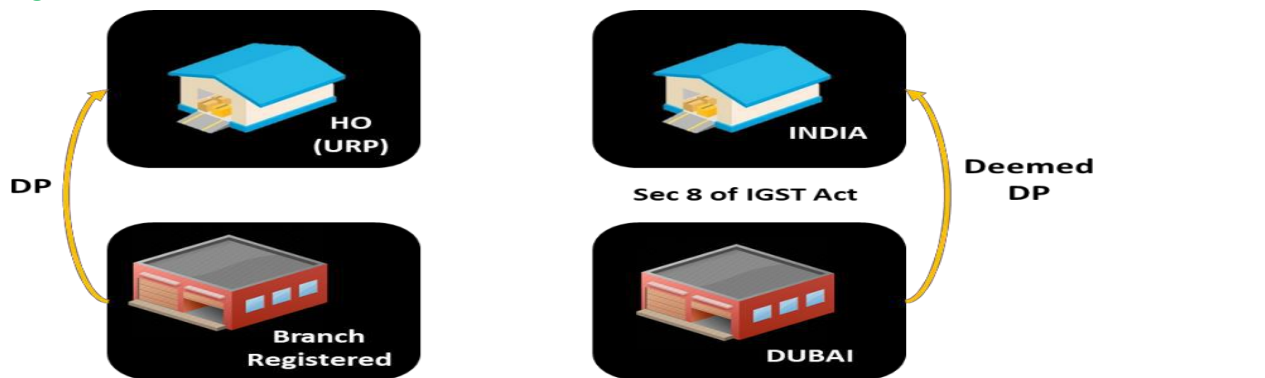 DP
HO
(URP)
Branch
Registered
INDIA
Sec 8 of IGST Act
DUBAI
Deemed
DP